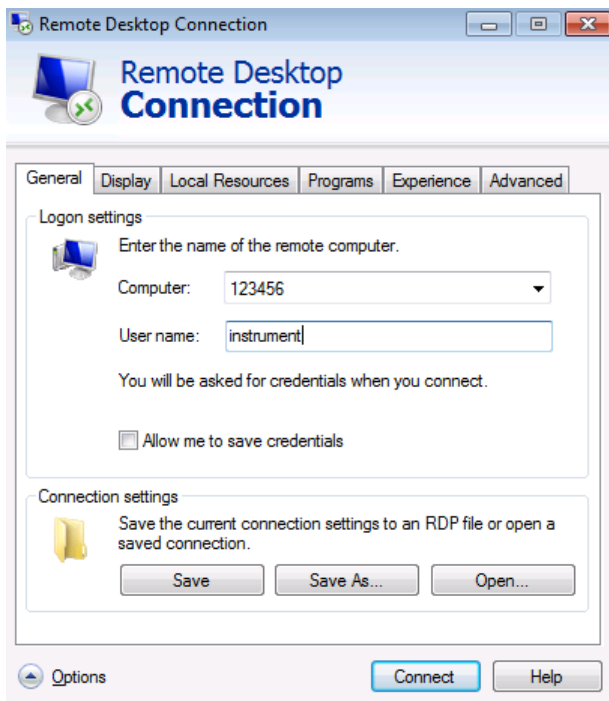 Remote Desktop Connection
Remote Desktop
Connection
General Display Local Resources Programs Experience Advanced
Logon settings
Enter the name of the remote computer.
Computer: 123456
User name: instrument
You will be asked for credentials when you connect.
Allow me to save credentials
Connection settings
Save the current connection settings to an RDP file or open a
saved connection.
Save Save As... Open...
Options Connect Help